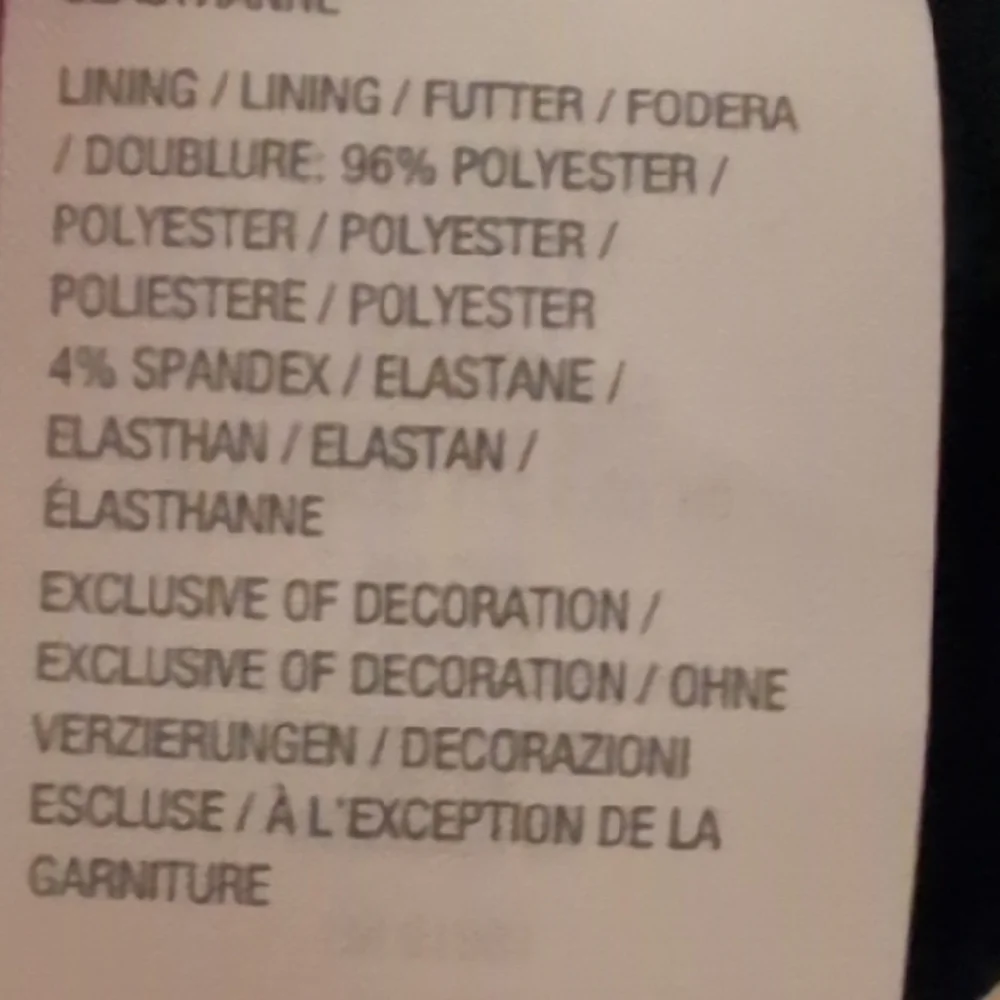 LINING / LINING / FUTTER / FODERA
/ DOUBLURE: 96% POLYESTER /
POLYESTER / POLYESTER /
POLIESTERE / POLYESTER
4% SPANDEX / ELASTANE /
ELASTHAN / ELASTAN /
ÉLASTHANNE
EXCLUSIVE OF DECORATION /
EXCLUSIVE OF DECORATION / OHNE
VERZIERUNGEN / DECORAZIONI
ESCLUSE / À L'EXCEPTION DE LA
GARNITURE